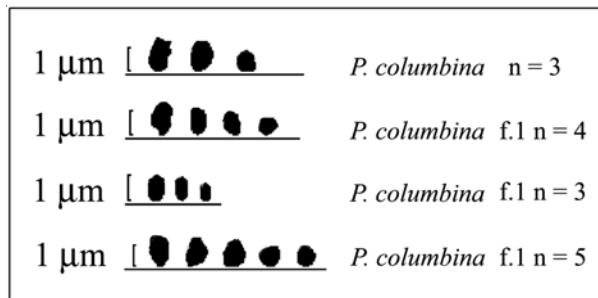 1 μm P. columbina n = 3
1 μm P. columbina f.1 n = 4
1 μm P. columbina f.1 n = 3
1 μm P. columbina f.1 n = 5